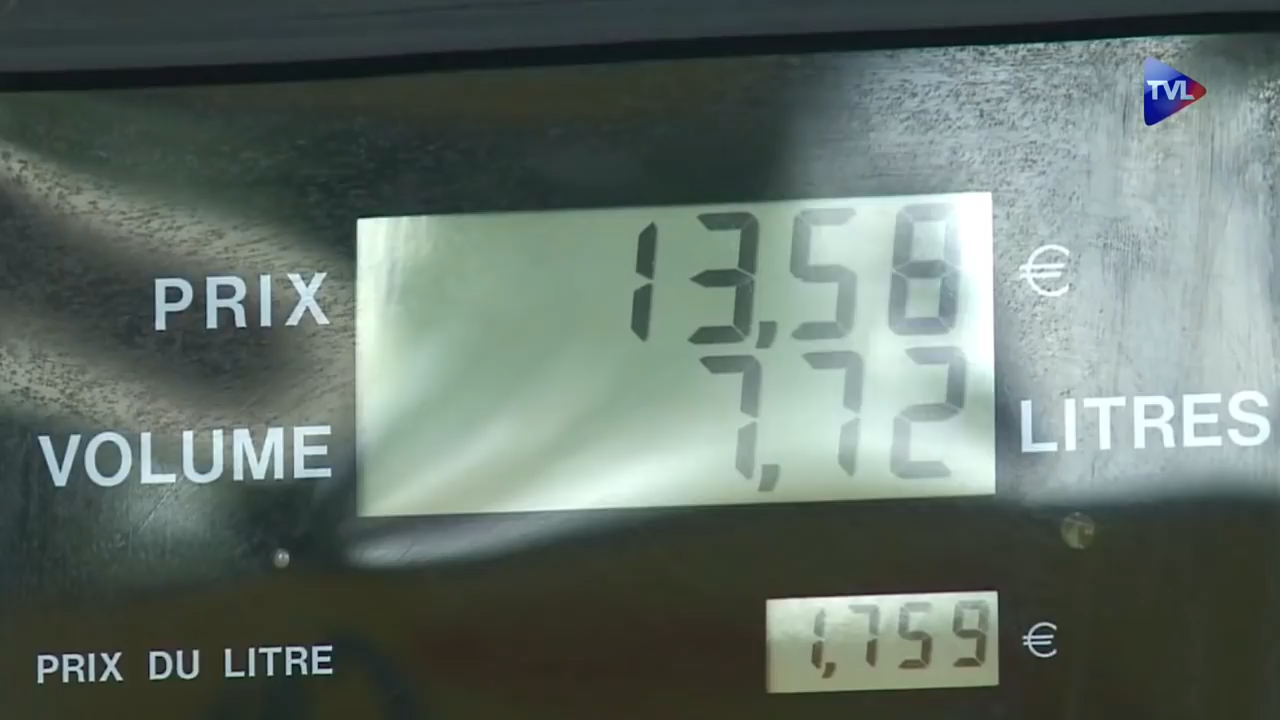 TVL
PRIX 13,58 €
VOLUME 7,72 LITRES
PRIX DU LITRE 1,759 €